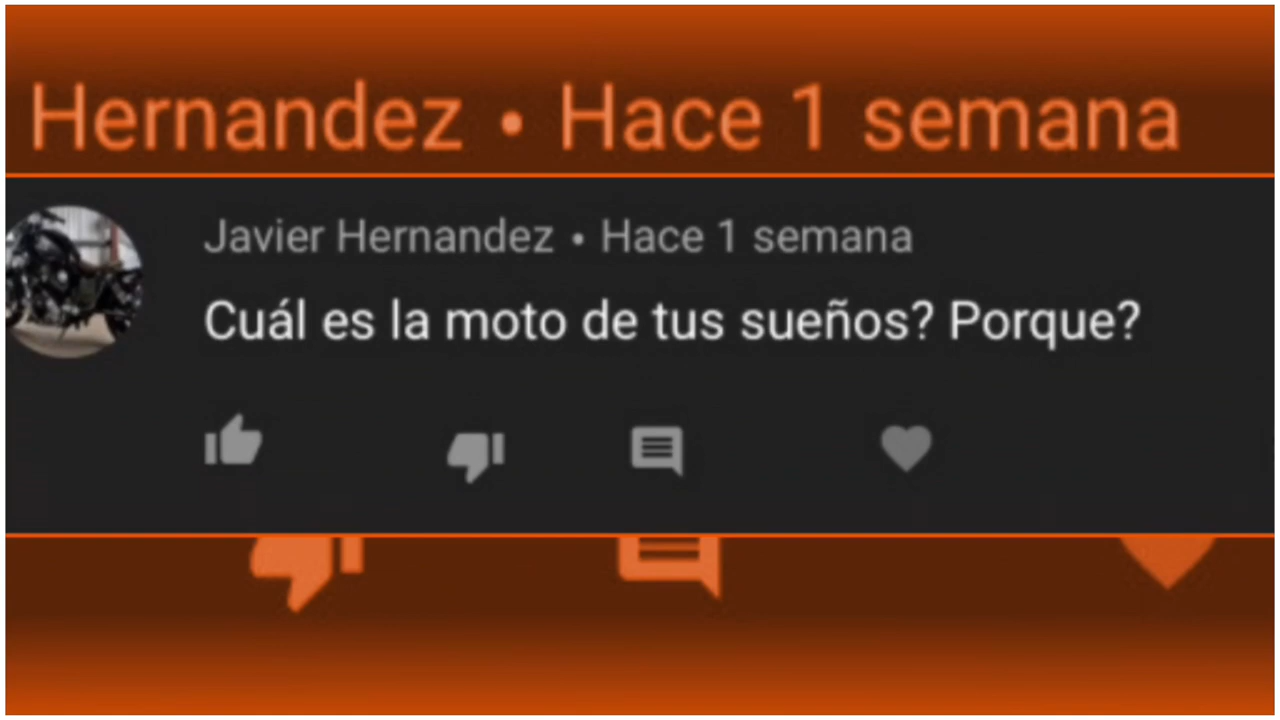 Hernandez • Hace 1 semana
Javier Hernandez • Hace 1 semana
Cuál es la moto de tus sueños? Porque?